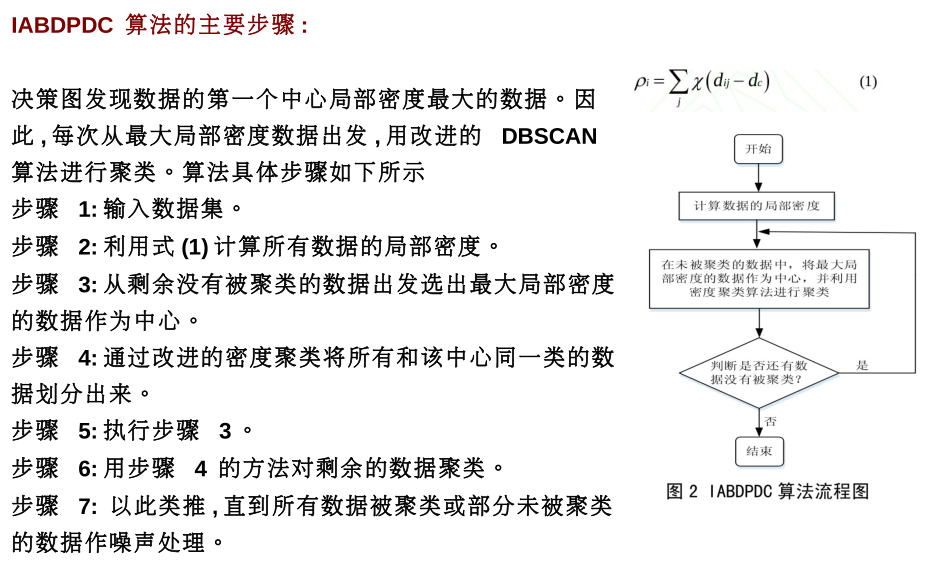 IABDPDC 算法的主要步骤:
决策图发现数据的第一个中心局部密度最大的数据。因
此,每次从最大局部密度数据出发,用改进的 DBSCAN
算法进行聚类。算法具体步骤如下所示
步骤 1:输入数据集。
步骤 2:利用式(1)计算所有数据的局部密度。
步骤 3:从剩余没有被聚类的数据出发选出最大局部密度
的数据作为中心。
步骤 4:通过改进的密度聚类将所有和该中心同一类的数
据划分出来。
步骤 5:执行步骤 3。
步骤 6:用步骤 4 的方法对剩余的数据聚类。
步骤 7: 以此类推,直到所有数据被聚类或部分未被聚类
的数据作噪声处理。
ρi = ∑j χ(dij − dc) (1)
开始
计算数据的局部密度
在未被聚类的数据中，将最大局
部密度的数据作为中心，并利用
密度聚类算法进行聚类
判断是否还有数
据没有被聚类?
是
否
结束
图 2 IABDPDC 算法流程图